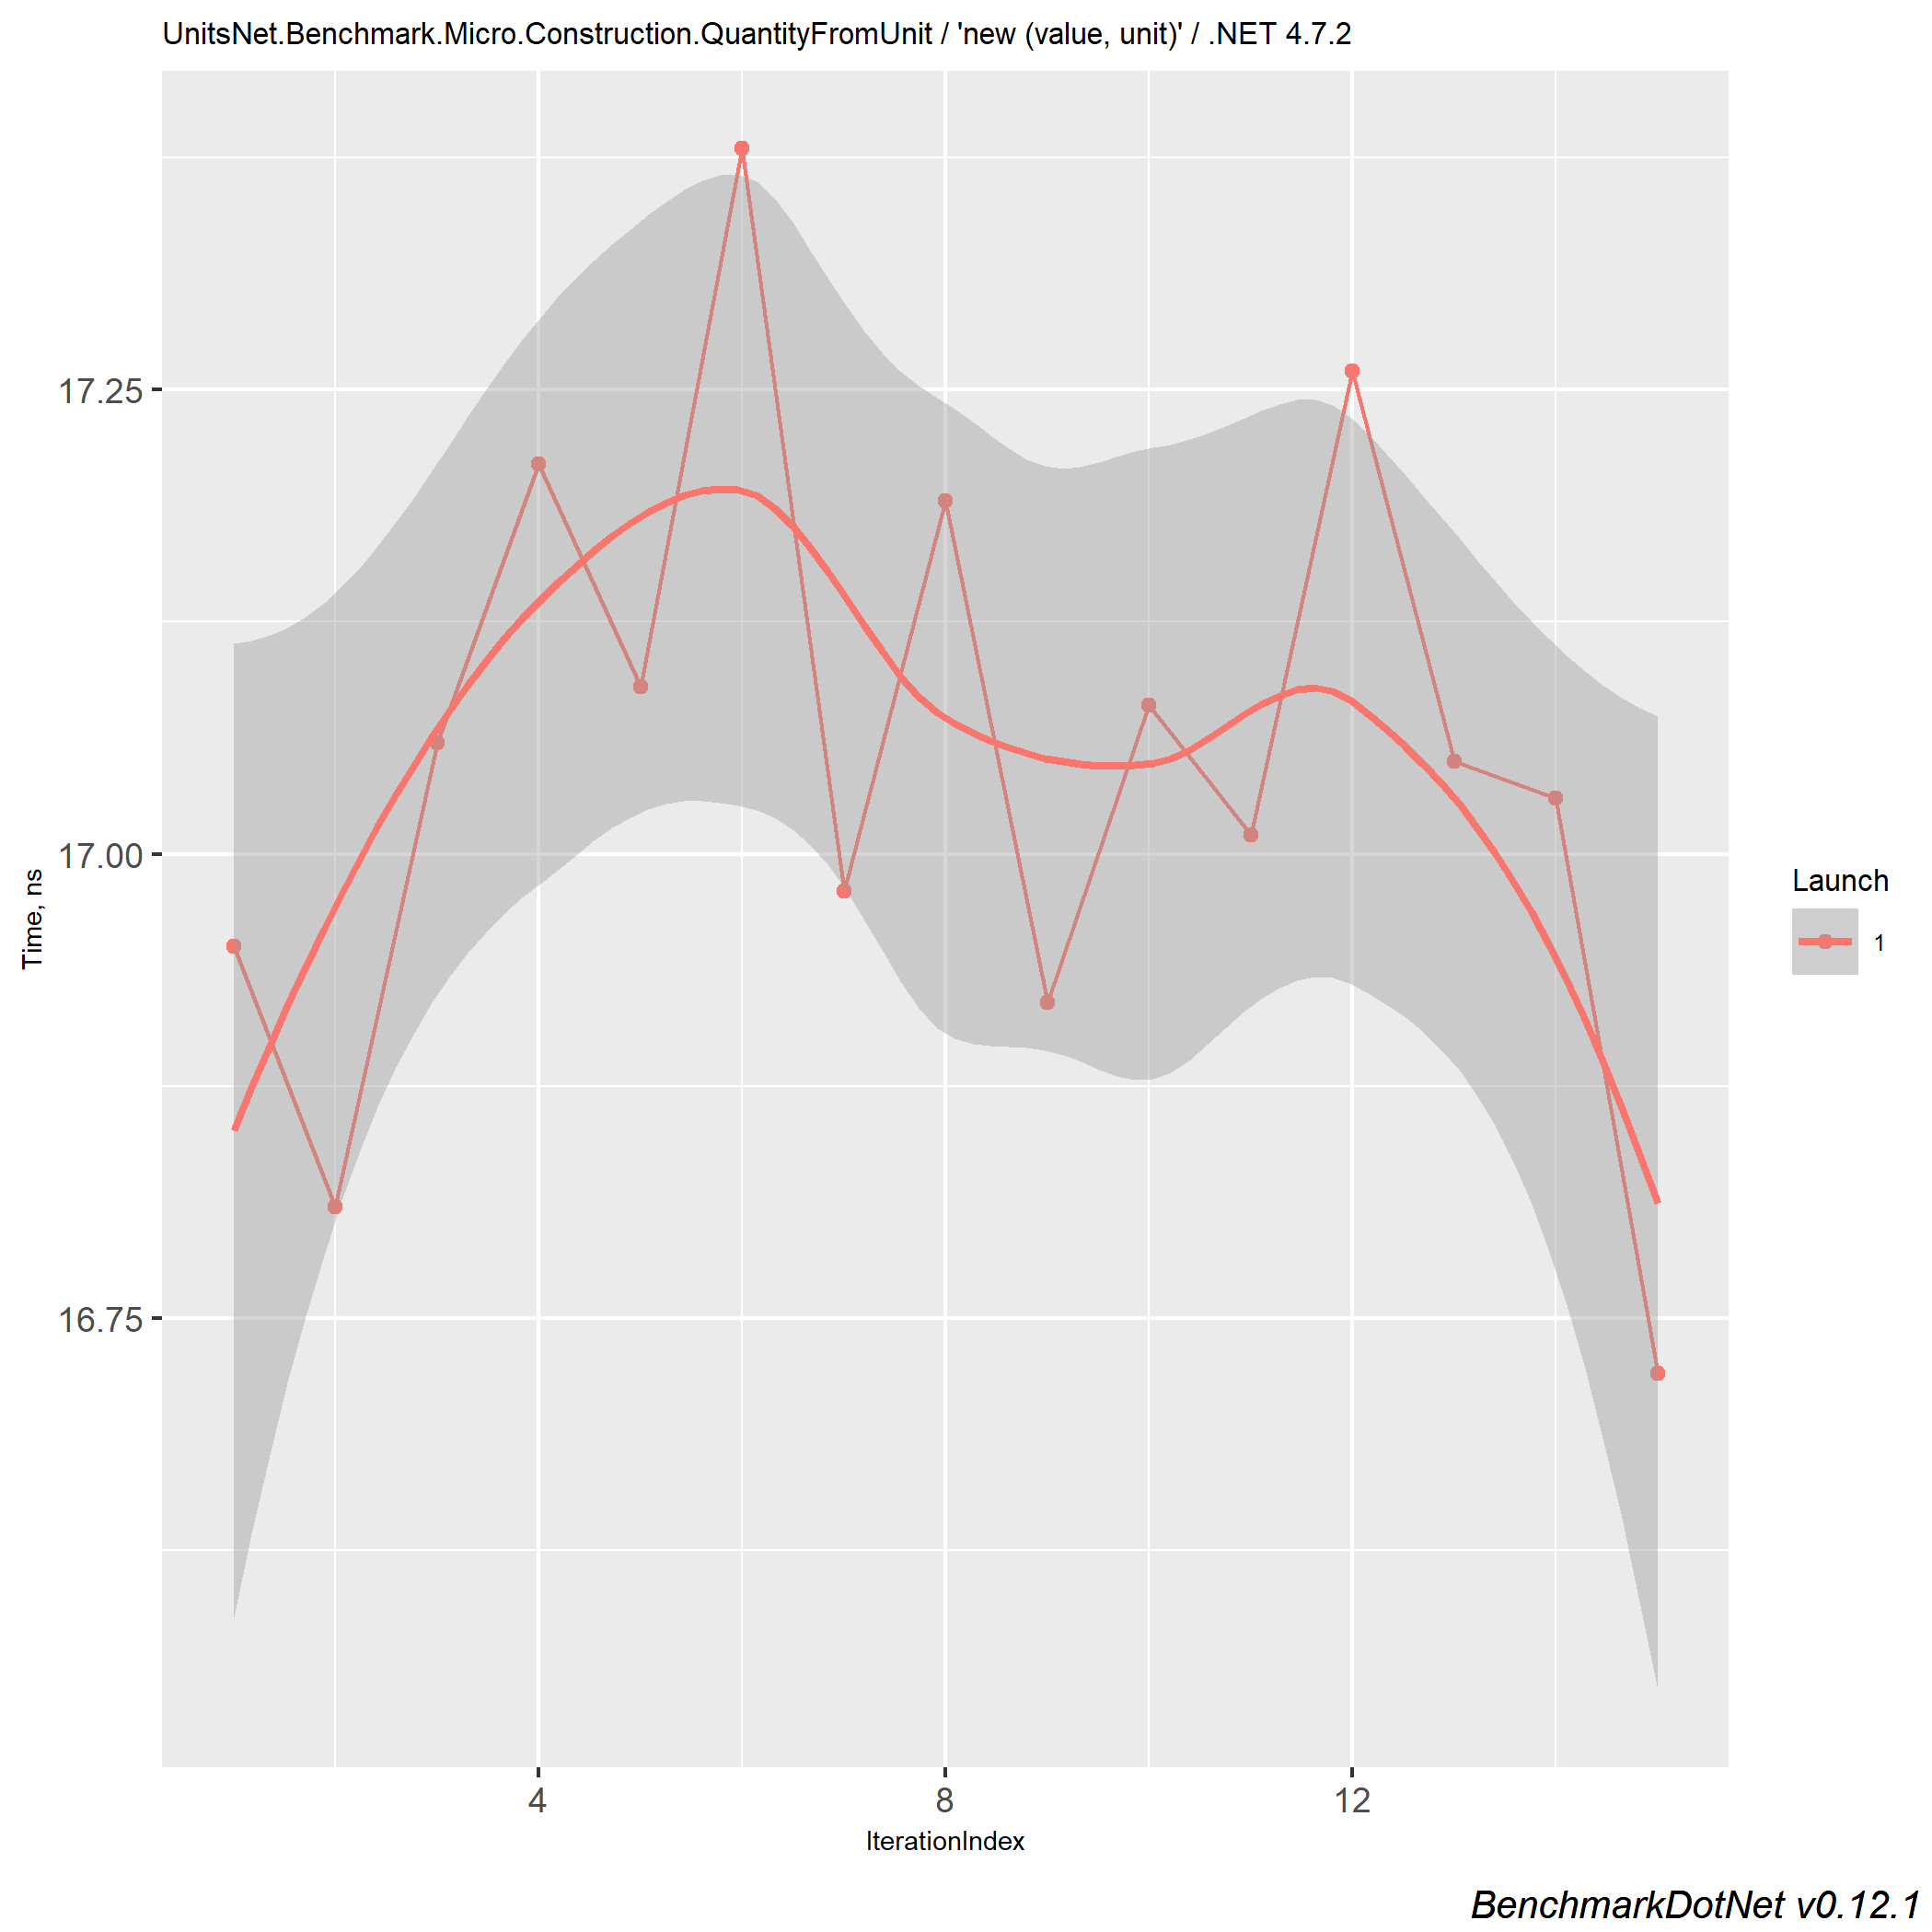 UnitsNet.Benchmark.Micro.Construction.QuantityFromUnit / 'new (value, unit)' / .NET 4.7.2
17.25
17.00
16.75
Time, ns
4
8
12
IterationIndex
Launch
1
BenchmarkDotNet v0.12.1